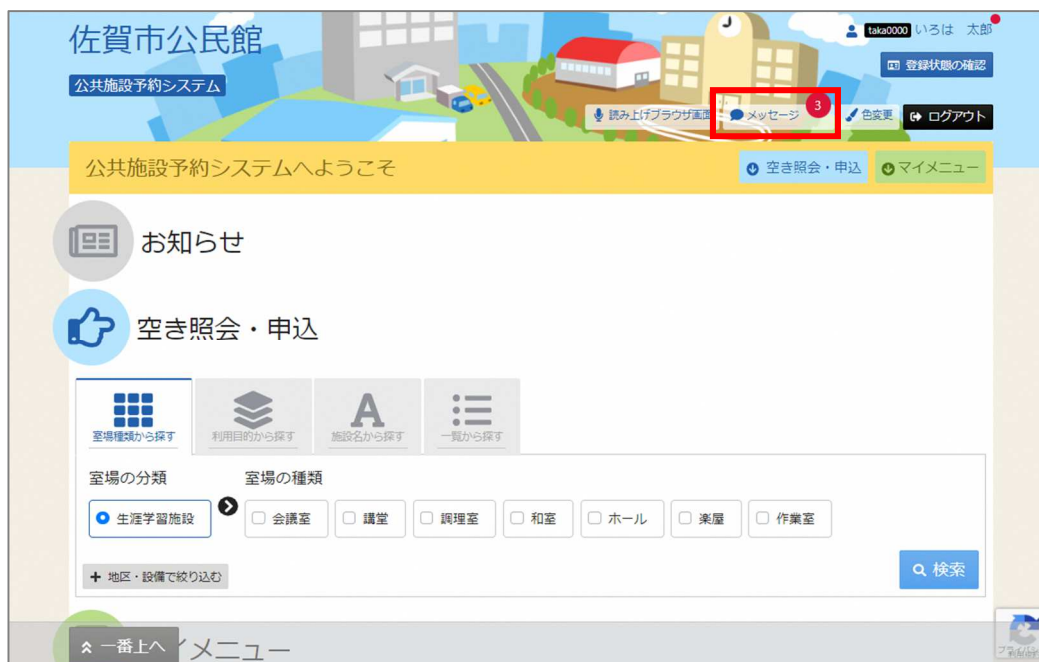 佐賀市公民館
taka0000 いろは 太郎
登録状態の確認
公共施設予約システム
読み上げブラウザ画面 メッセージ 3 色変更 ログアウト
公共施設予約システムへようこそ
空き照会・申込 マイメニュー
お知らせ
空き照会・申込
室場種類から探す 利用目的から探す 施設名から探す 一覧から探す
室場の分類 室場の種類
生涯学習施設 会議室 講堂 調理室 和室 ホール 楽屋 作業室
地区・設備で絞り込む
検索
一番上へ イメニュー